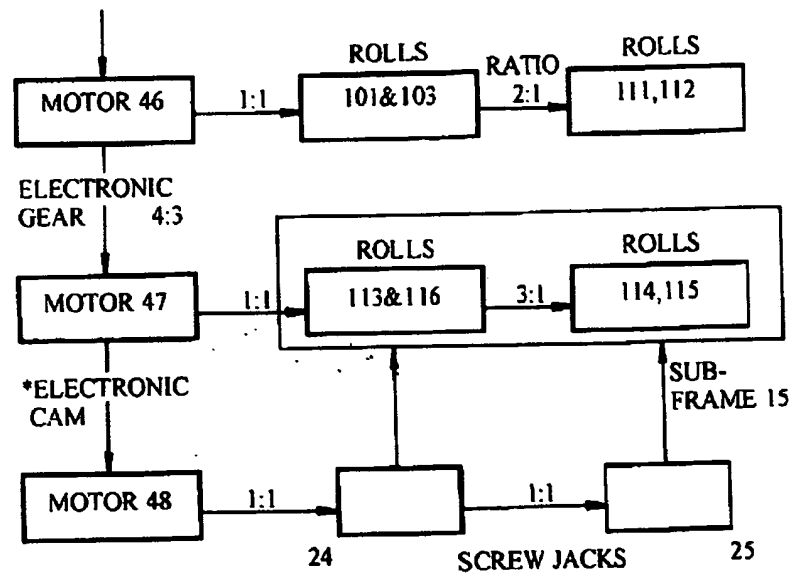 ROLLS
ROLLS
RATIO
MOTOR 46
1:1
101&103
2:1
111,112
ELECTRONIC
GEAR 4:3
ROLLS
ROLLS
MOTOR 47
1:1
113&116
3:1
114,115
*ELECTRONIC
CAM
SUB-
FRAME 15
MOTOR 48
1:1
1:1
24
SCREW JACKS
25